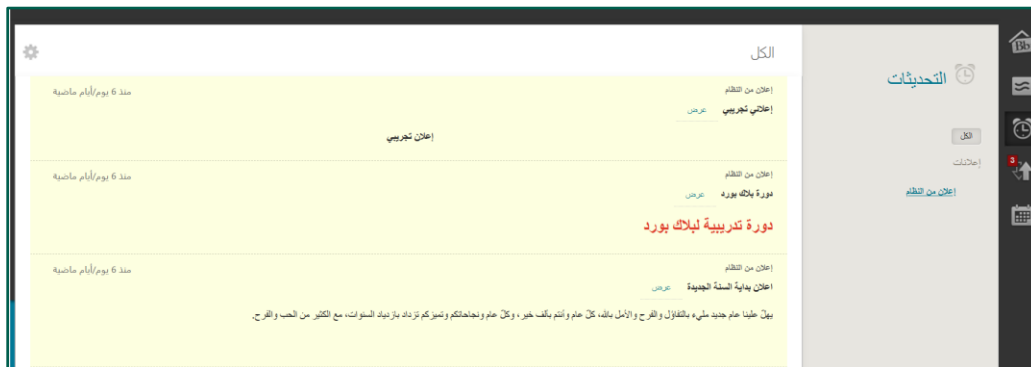 الكل
التحديثات
الكل
إعلانات
إعلان من النظام
إعلان من النظام
منذ 6 يوم/أيام ماضية
إعلاني تجريبي عرض
إعلان تجريبي
إعلان من النظام
منذ 6 يوم/أيام ماضية
دورة بلاك بورد عرض
دورة تدريبية لبلاك بورد
إعلان من النظام
منذ 6 يوم/أيام ماضية
اعلان بداية السنة الجديدة عرض
يهلّ علينا عام جديد مليء بالتفاؤل والفرح والأمل بالله، كلّ عام وأنتم بألف خير، وكلّ عام ونجاحاتكم وتميزكم تزداد بازدياد السنوات، مع الكثير من الحب والفرح.
Bb
3